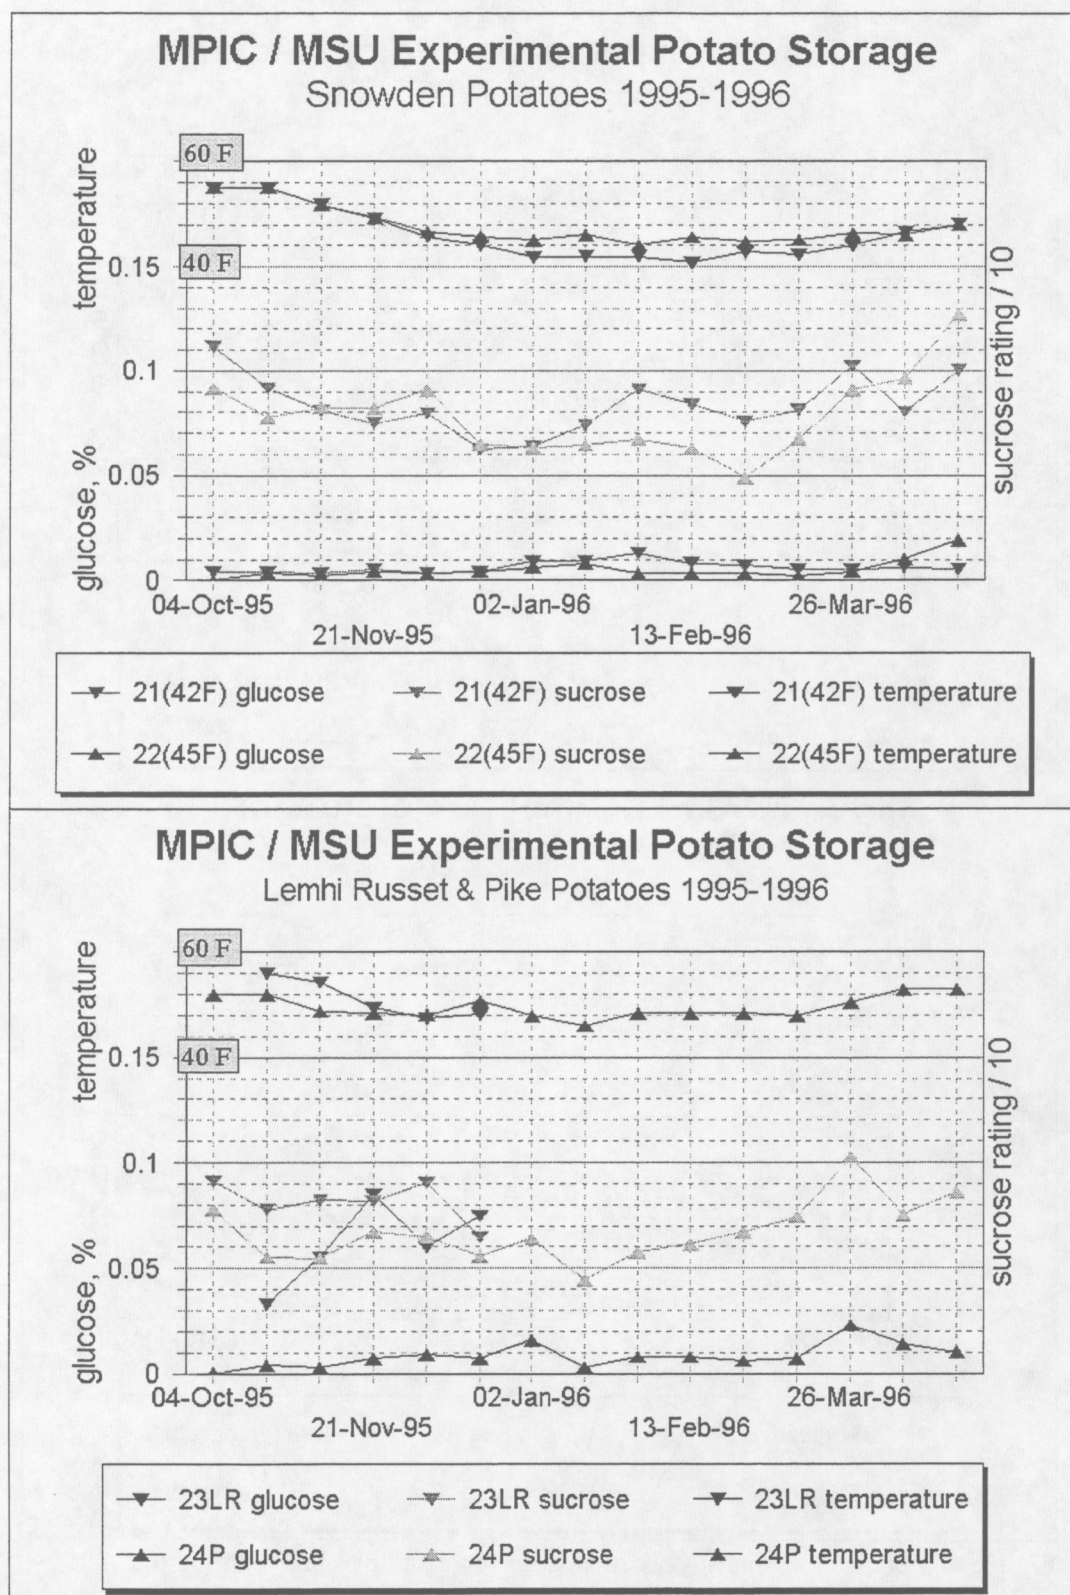 MPIC / MSU Experimental Potato Storage
Snowden Potatoes 1995-1996
60 F
40 F
temperature
0.15
0.1
0.05
0
glucose, %
sucrose rating / 10
04-Oct-95
02-Jan-96
26-Mar-96
21-Nov-95
13-Feb-96
21(42F) glucose
21(42F) sucrose
21(42F) temperature
22(45F) glucose
22(45F) sucrose
22(45F) temperature
MPIC / MSU Experimental Potato Storage
Lemhi Russet & Pike Potatoes 1995-1996
60 F
40 F
temperature
0.15
0.1
0.05
0
glucose, %
sucrose rating / 10
04-Oct-95
02-Jan-96
26-Mar-96
21-Nov-95
13-Feb-96
23LR glucose
23LR sucrose
23LR temperature
24P glucose
24P sucrose
24P temperature